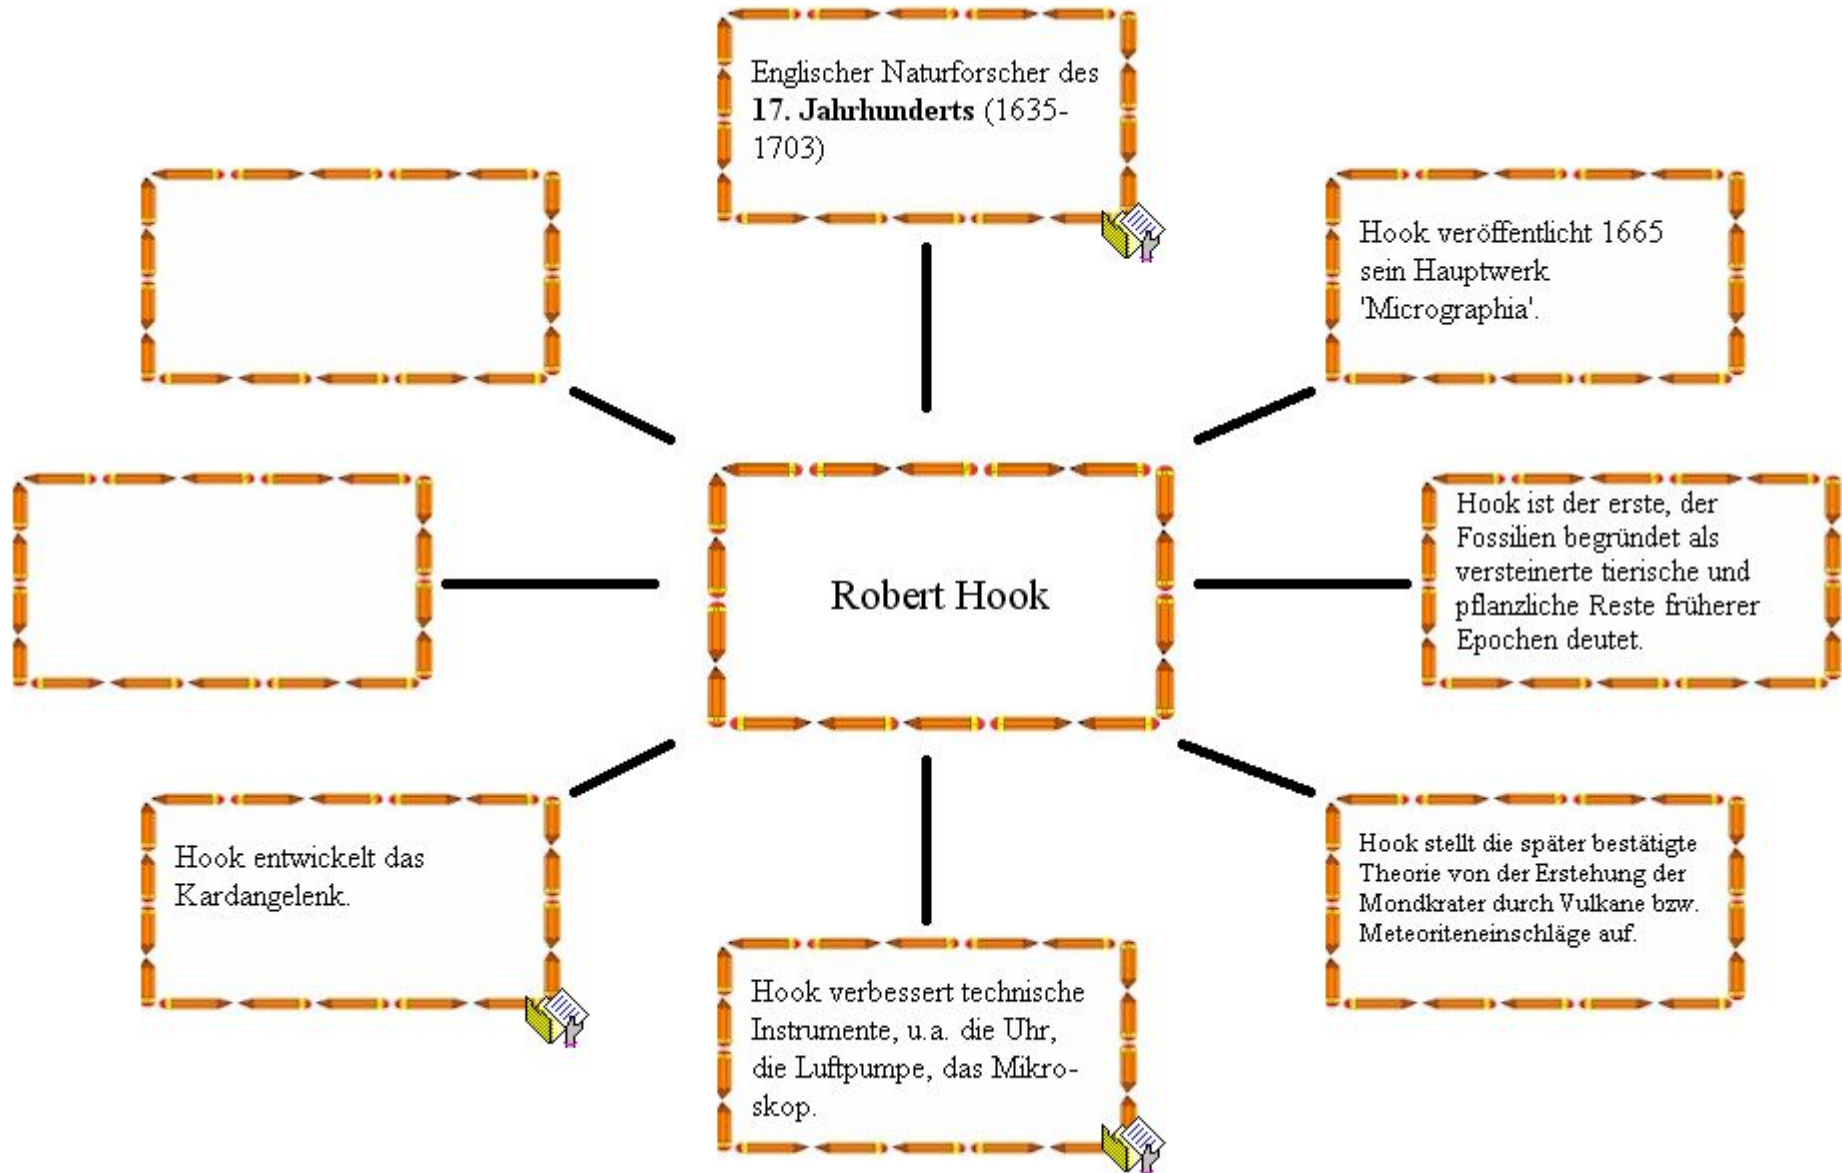 Englischer Naturforscher des
17. Jahrhunderts (1635-
1703)
Hook veröffentlicht 1665
sein Hauptwerk
'Micrographia'.
Robert Hook
Hook ist der erste, der
Fossilien begründet als
versteinerte tierische und
pflanzliche Reste früherer
Epochen deutet.
Hook entwickelt das
Kardangelenk.
Hook stellt die später bestätigte
Theorie von der Erstehung der
Mondkrater durch Vulkane bzw.
Meteoriteneinschläge auf.
Hook verbessert technische
Instrumente, u.a. die Uhr,
die Luftpumpe, das Mikro-
skop.